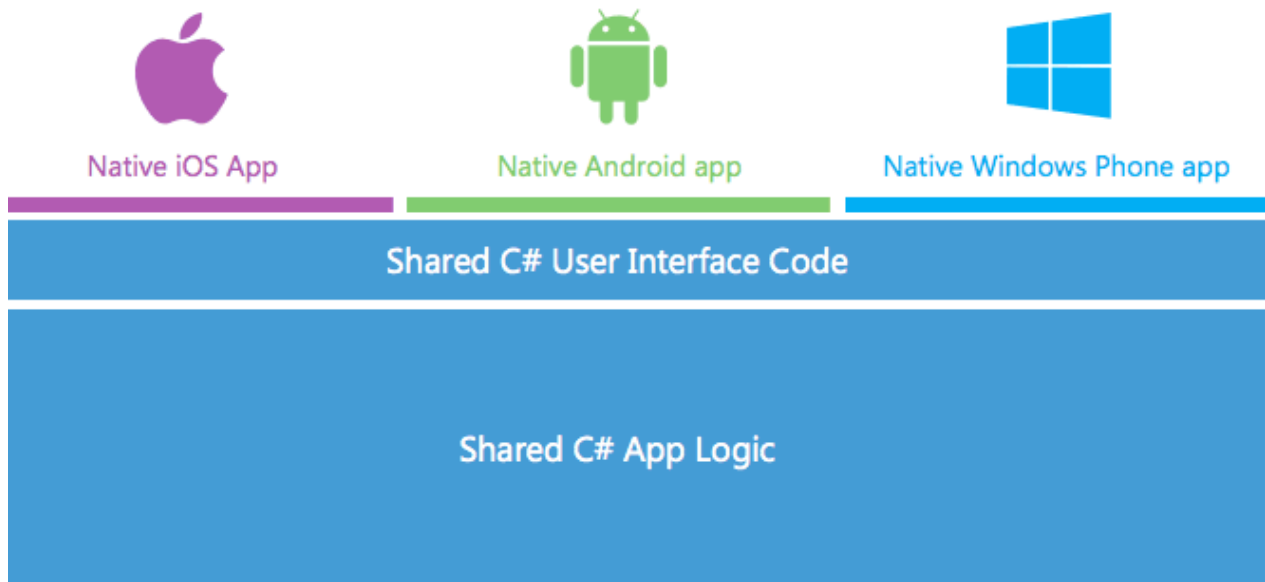 Native iOS App
Native Android app
Native Windows Phone app
Shared C# User Interface Code
Shared C# App Logic